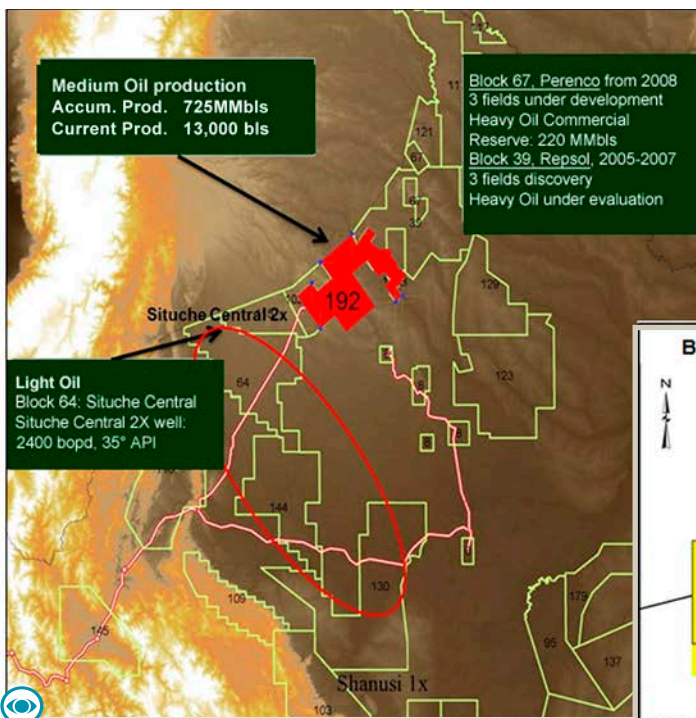 Medium Oil production
Accum. Prod. 725MMbls
Current Prod. 13,000 bls
Block 67, Perenco from 2008
3 fields under development
Heavy Oil Commercial
Reserve: 220 MMbls
Block 39, Repsol, 2005-2007
3 fields discovery
Heavy Oil under evaluation
121
67
129
192
Situche Central 2x
Light Oil
Block 64: Situche Central
Situche Central 2X well:
2400 bopd, 35° API
64
123
8
8
B
N
144
130
109
145
179
95
137
Shanusi 1x
103